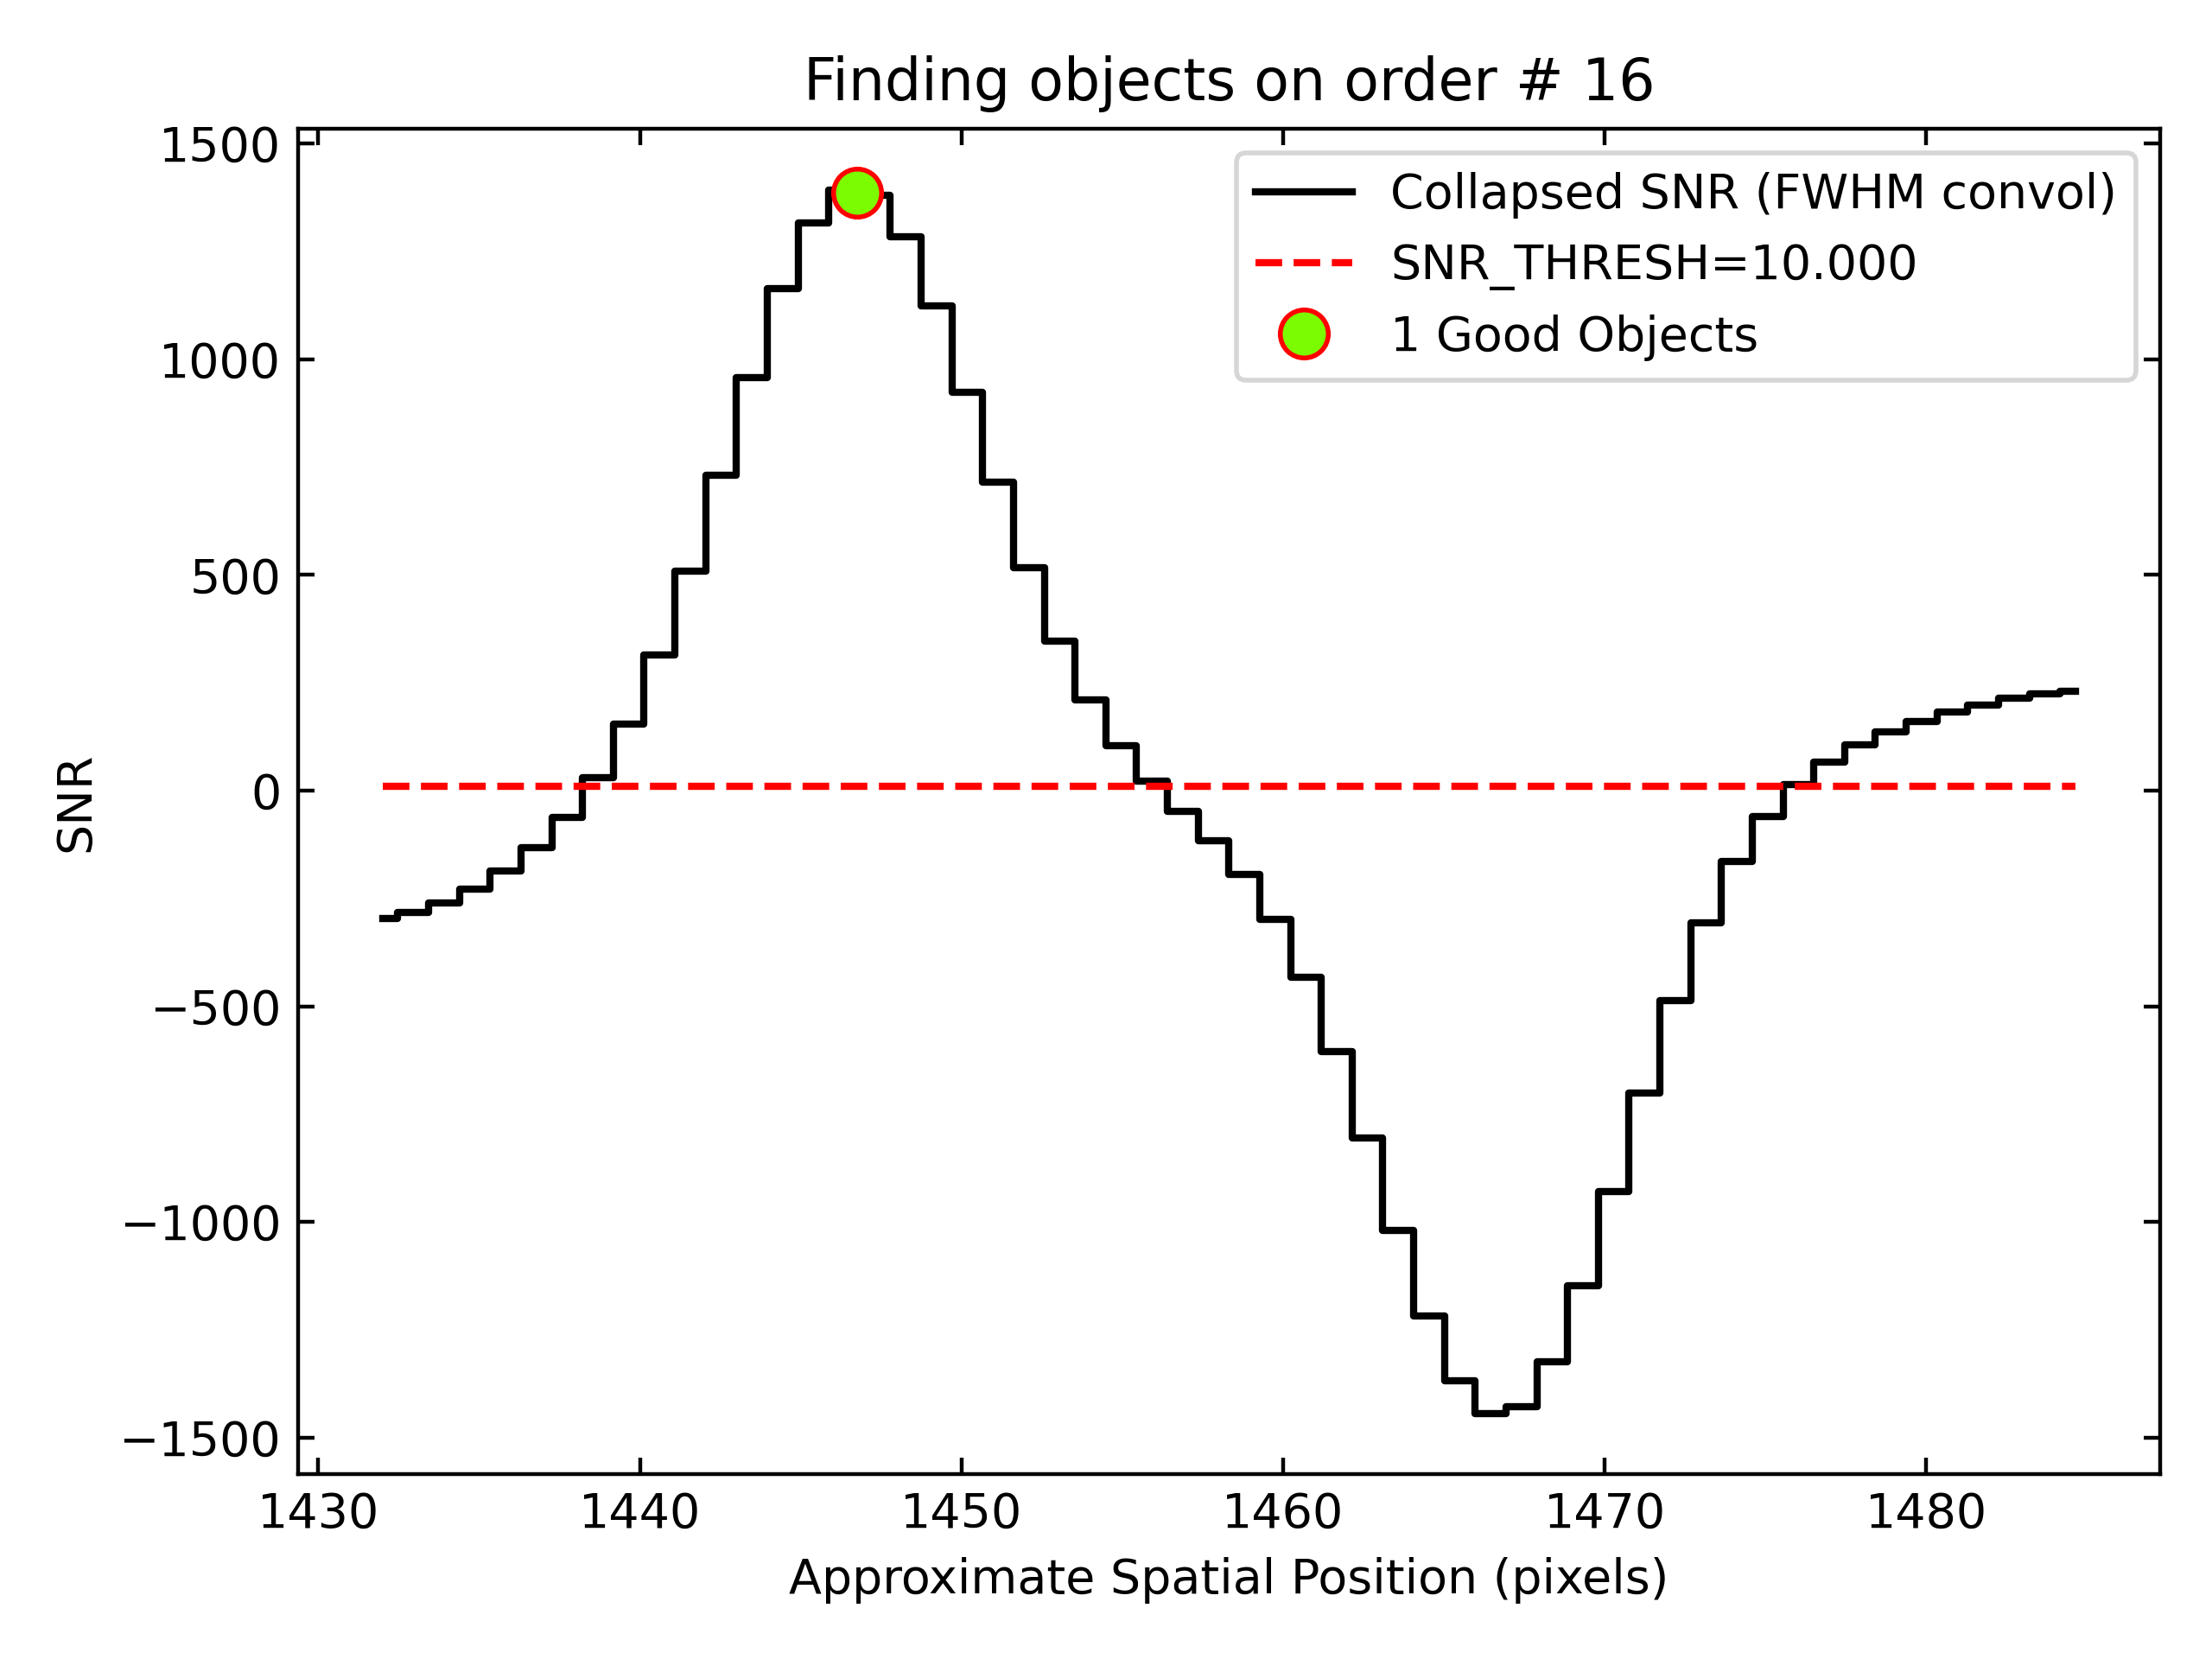 Finding objects on order # 16
Collapsed SNR (FWHM convol)
SNR_THRESH=10.000
1 Good Objects
1500
1000
500
0
−500
−1000
−1500
SNR
1430 1440 1450 1460 1470 1480
Approximate Spatial Position (pixels)